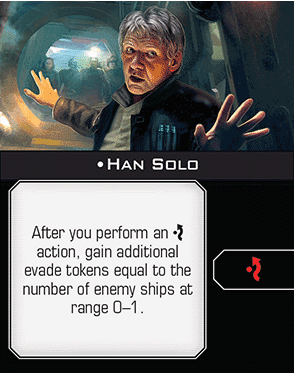 •Han Solo
After you perform an
action, gain additional
evade tokens equal to the
number of enemy ships at
range 0–1.